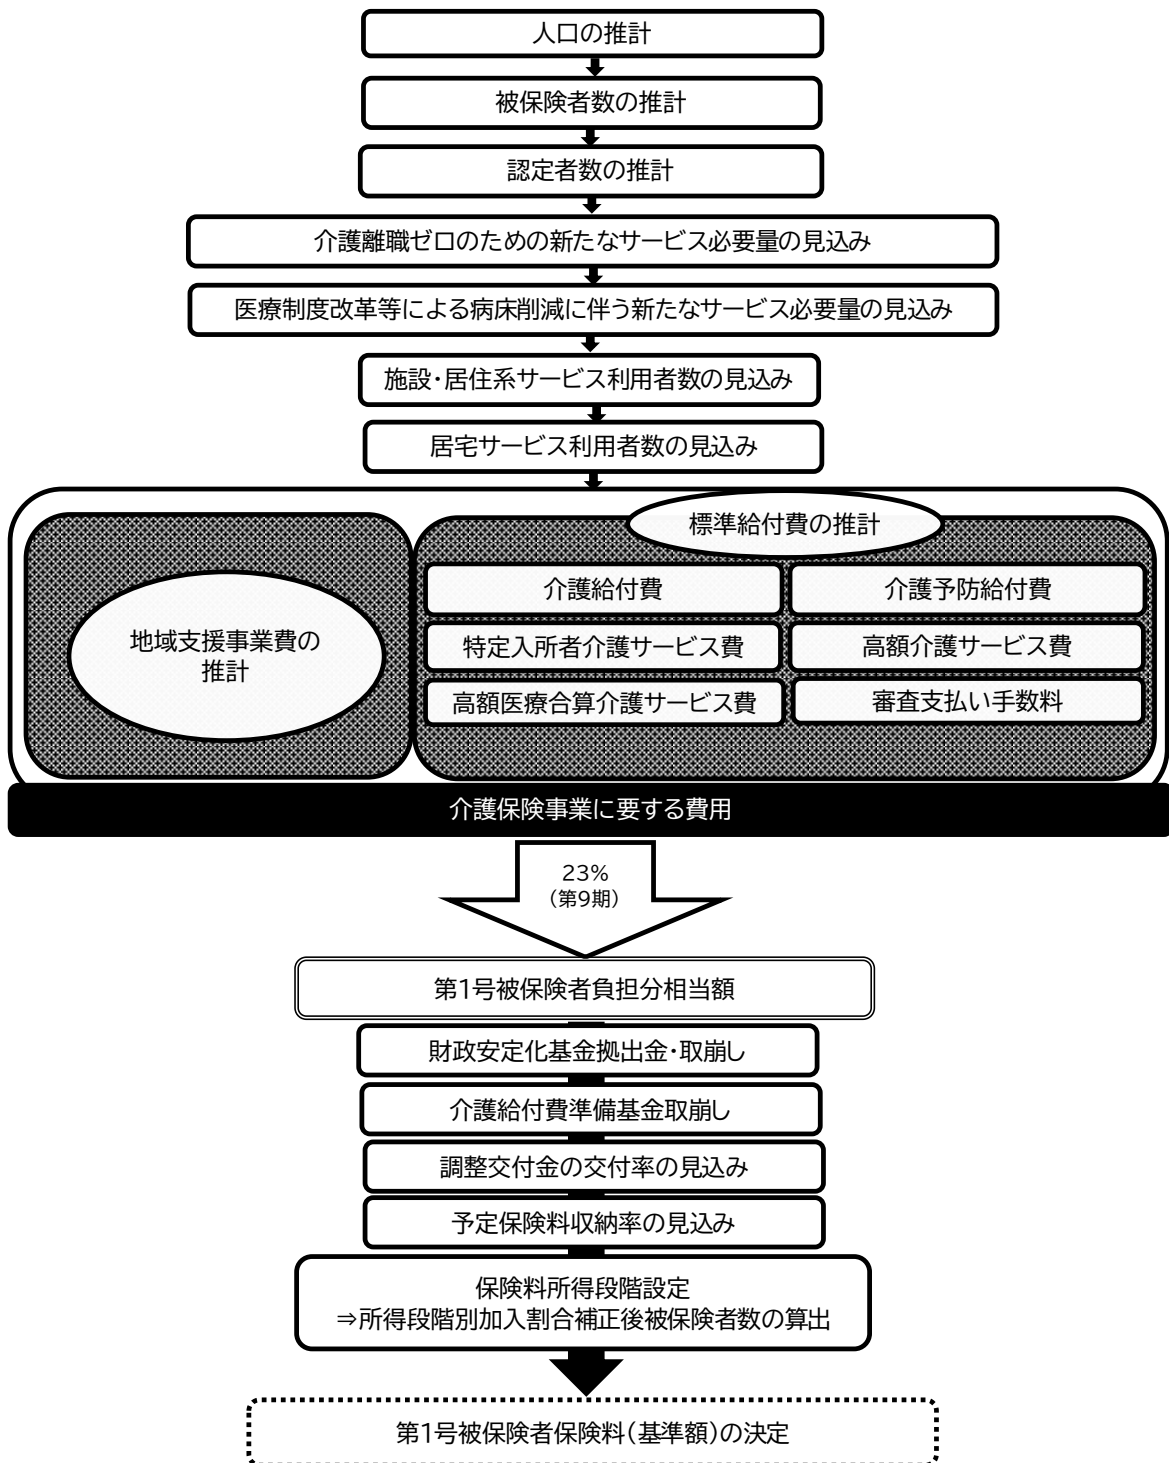 人口の推計
被保険者数の推計
認定者数の推計
介護離職ゼロのための新たなサービス必要量の見込み
医療制度改革等による病床削減に伴う新たなサービス必要量の見込み
施設・居住系サービス利用者数の見込み
居宅サービス利用者数の見込み
標準給付費の推計
地域支援事業費の
推計
介護給付費
介護予防給付費
特定入所者介護サービス費
高額介護サービス費
高額医療合算介護サービス費
審査支払い手数料
介護保険事業に要する費用
23%
（第9期）
第1号被保険者負担分相当額
財政安定化基金拠出金・取崩し
介護給付費準備基金取崩し
調整交付金の交付率の見込み
予定保険料収納率の見込み
保険料所得段階設定
⇒所得段階別加入割合補正後被保険者数の算出
第1号被保険者保険料（基準額）の決定